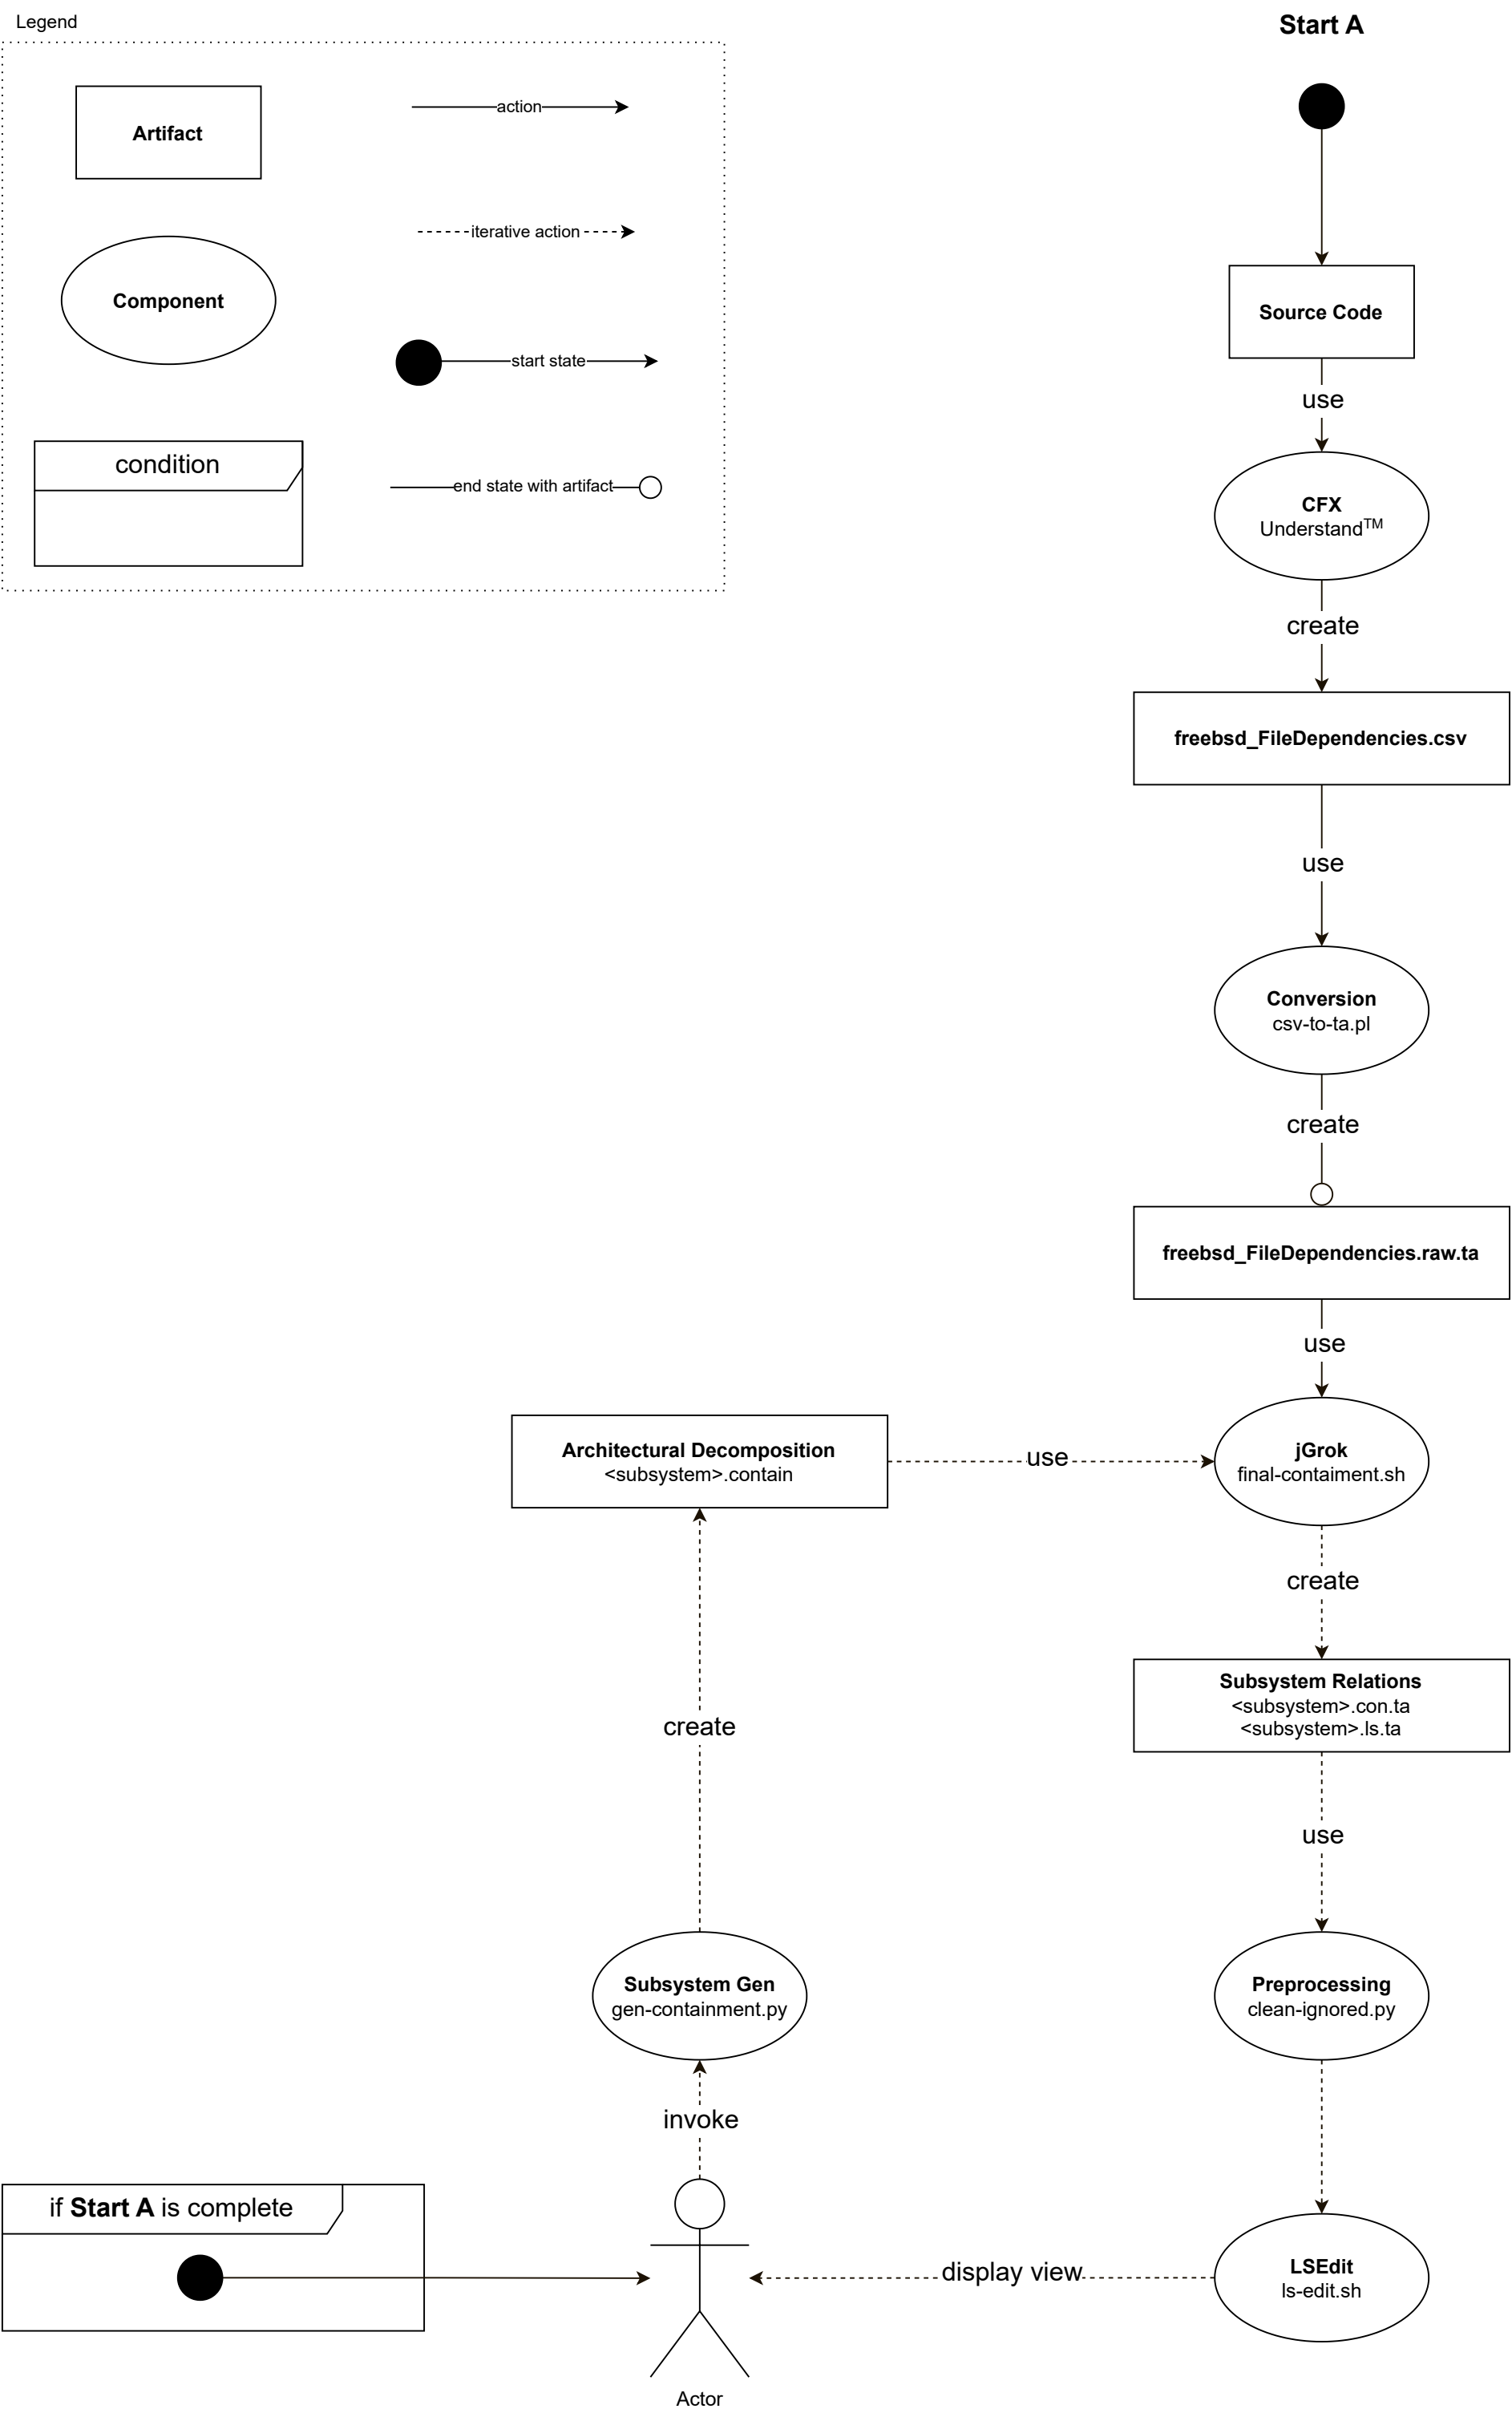 Legend
Artifact
action
iterative action
Component
start state
condition
end state with artifact
Start A
Source Code
use
CFX
Understand™
create
freebsd_FileDependencies.csv
use
Conversion
csv-to-ta.pl
create
freebsd_FileDependencies.raw.ta
use
Architectural Decomposition
<subsystem>.contain
use
jGrok
final-contaiment.sh
create
Subsystem Relations
<subsystem>.con.ta
<subsystem>.ls.ta
create
use
Subsystem Gen
gen-containment.py
Preprocessing
clean-ignored.py
invoke
if Start A is complete
display view
LSEdit
ls-edit.sh
Actor